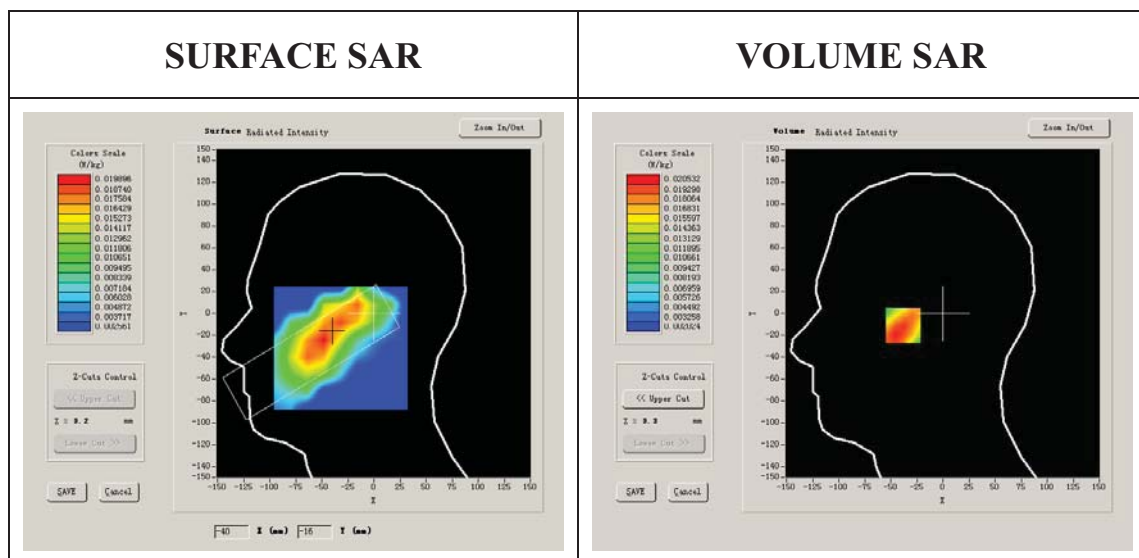 SURFACE SAR
Surface Radiated Intensity
Zoom In/Out
Colors Scale
(W/kg)
0.019896
0.018740
0.017584
0.016429
0.015273
0.014117
0.012962
0.011806
0.010651
0.009495
0.008339
0.007184
0.006028
0.004872
0.003717
0.002561
150
140
120
100
80
60
40
20
0
-20
-40
-60
-80
-100
-120
-140
-150
Y
-150 -125 -100 -75 -50 -25 0 25 50 75 100 125 150
X
Z-Cuts Control
<< Upper Cut
mm
Lower Cut >>
SAVE
Cancel
-40 X (mm) -16 Y (mm)
VOLUME SAR
Volume Radiated Intensity
Zoom In/Out
Colors Scale
(W/kg)
0.020532
0.019298
0.018064
0.016831
0.015597
0.014363
0.013129
0.011895
0.010661
0.009427
0.008193
0.006959
0.005726
0.004492
0.003258
0.002024
150
140
120
100
80
60
40
20
0
-20
-40
-60
-80
-100
-120
-140
-150
Y
-150 -125 -100 -75 -50 -25 0 25 50 75 100 125 150
X
Z-Cuts Control
<< Upper Cut
mm
Lower Cut >>
SAVE
Cancel